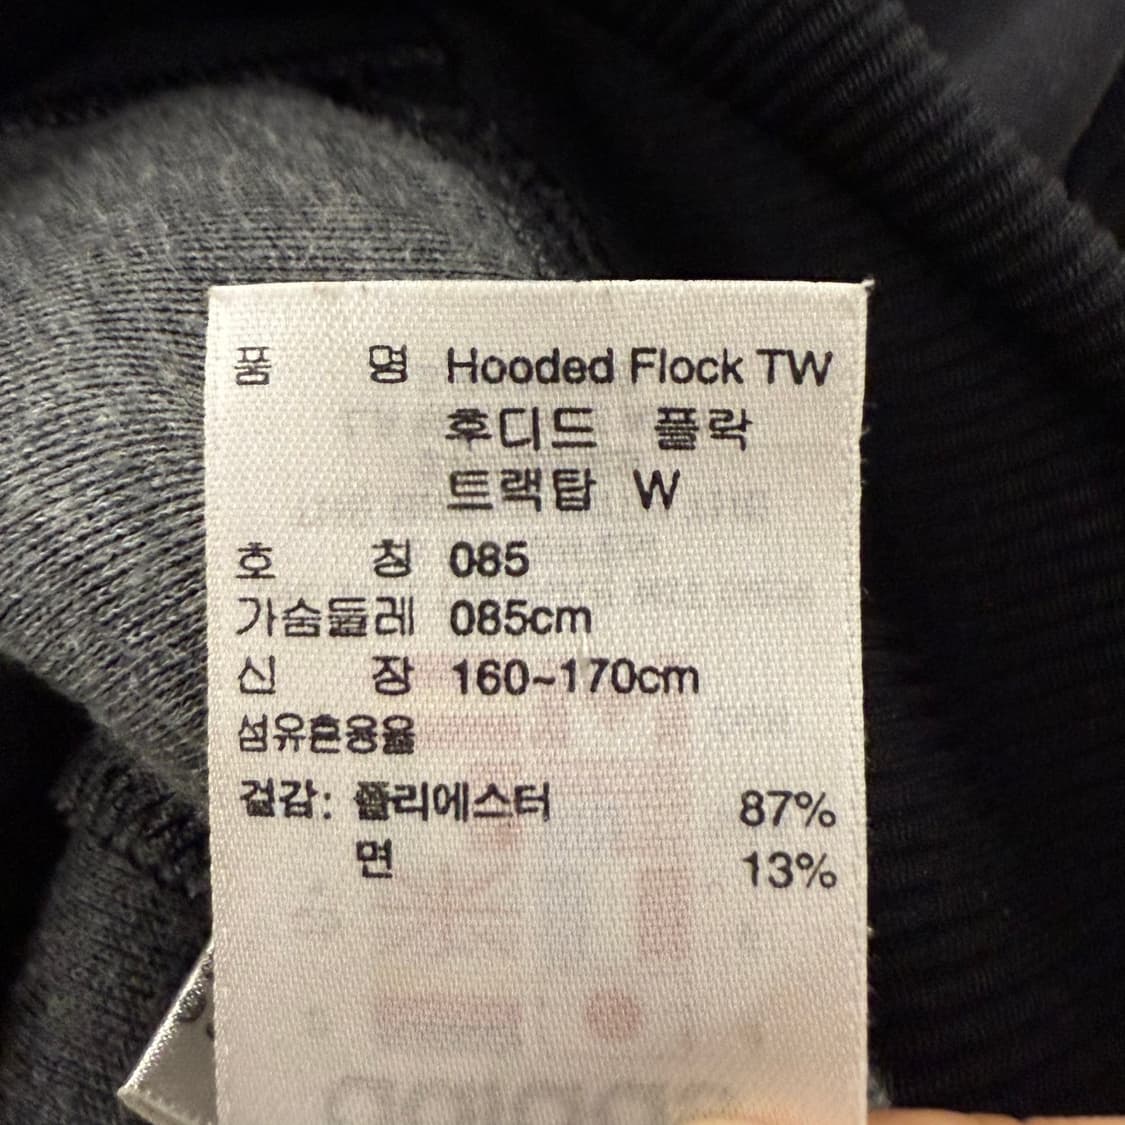 품 명 Hooded Flock TW
후디드 플락
트랙탑 W
호 칭 085
가슴둘레 085cm
신 장 160~170cm
섬유혼용율
겉감: 폴리에스터 87%
면 13%